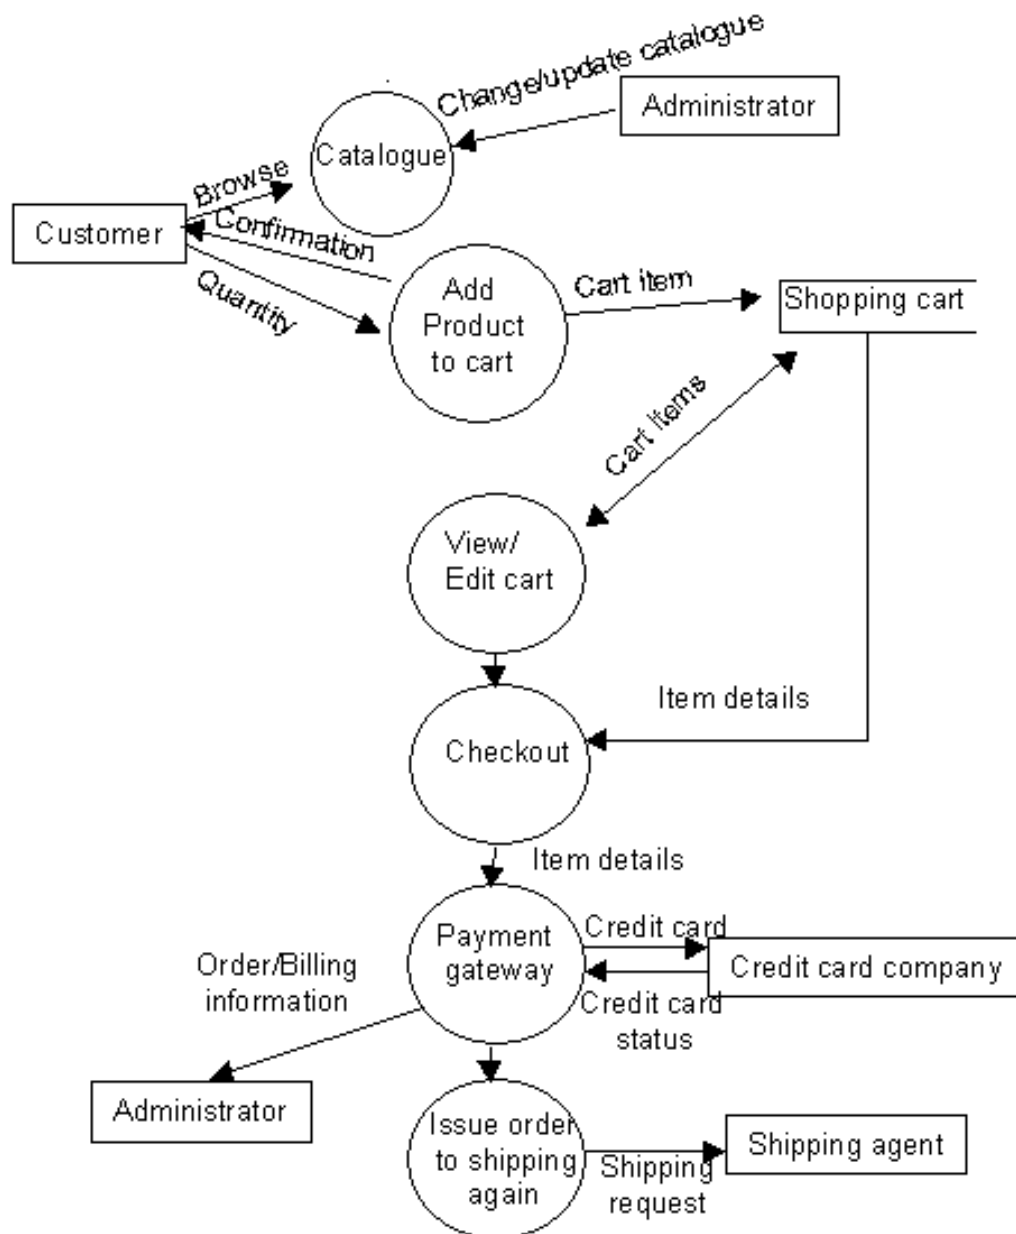 Change/update catalogue
Administrator
Catalogue
Browse
Customer
Confirmation
Quantity
Add
Product
to cart
Cart item
Shopping cart
Cart Items
View/
Edit cart
Item details
Checkout
Item details
Payment
gateway
Credit card
Credit card company
Credit card
status
Order/Billing
information
Administrator
Issue order
to shipping
again
Shipping
request
Shipping agent